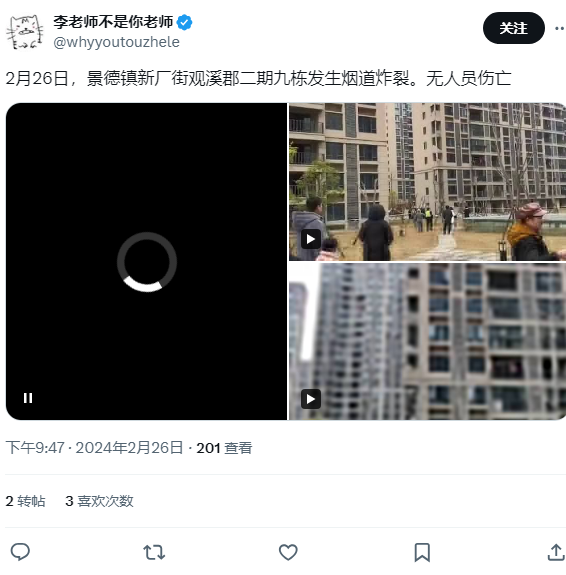 李老师不是你老师
关注
@whyyoutouzhele
2月26日，景德镇新厂街观溪郡二期九栋发生烟道炸裂。无人员伤亡
下午9:47 · 2024年2月26日 · 201 查看
2 转帖 3 喜欢次数